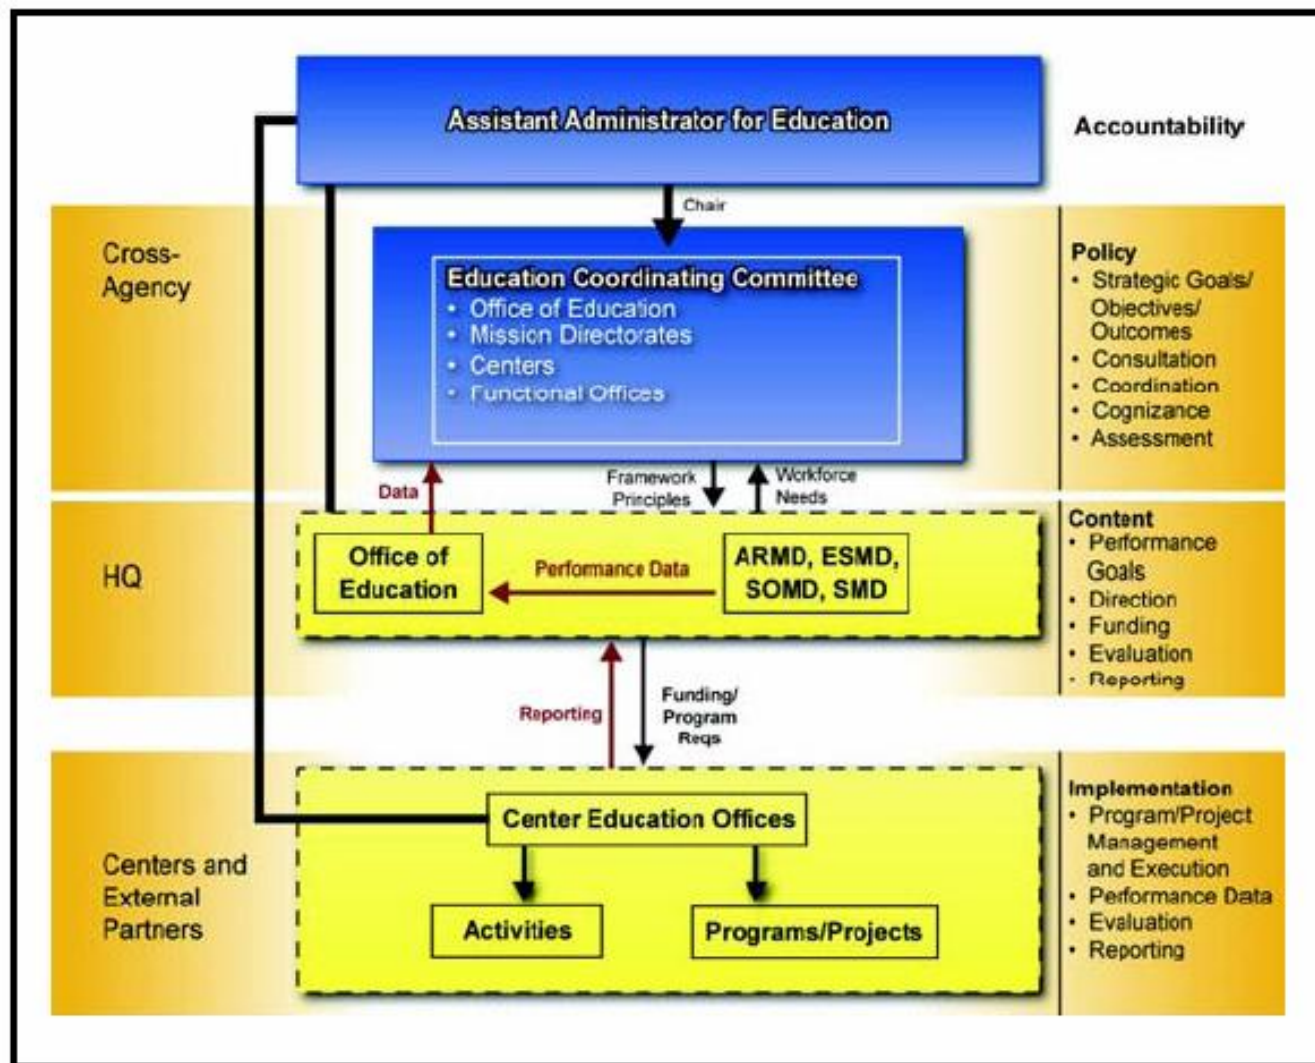 Assistant Administrator for Education
Accountability
Chair
Cross-
Agency
Education Coordinating Committee
• Office of Education
• Mission Directorates
• Centers
• Functional Offices
Policy
• Strategic Goals/
Objectives/
Outcomes
• Consultation
• Coordination
• Cognizance
• Assessment
Data
Framework
Principles
Workforce
Needs
HQ
Office of
Education
Performance Data
ARMD, ESMD,
SOMD, SMD
Content
• Performance
Goals
• Direction
• Funding
• Evaluation
• Reporting
Reporting
Funding/
Program
Reqs
Centers and
External
Partners
Center Education Offices
Activities
Programs/Projects
Implementation
• Program/Project
Management
and Execution
• Performance Data
• Evaluation
• Reporting